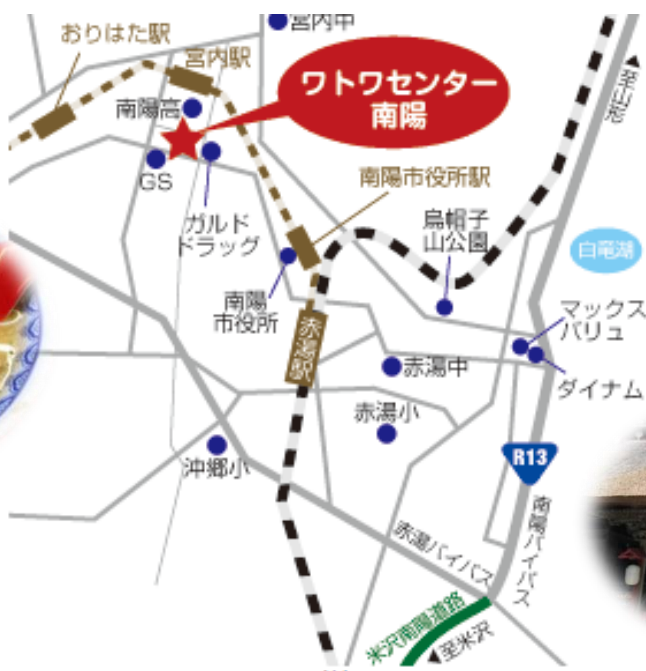 宮内中
おりはた駅
宮内駅
ワトワセンター
南陽
▲至山形
南陽高
GS
ガルド
ドラッグ
南陽市役所駅
烏帽子
山公園
白竜湖
南陽
市役所
マックス
バリュ
赤湯駅
赤湯中
ダイナム
赤湯小
沖郷小
R13
南陽バイパス
赤湯バイパス
米沢南陽道路
▲至米沢